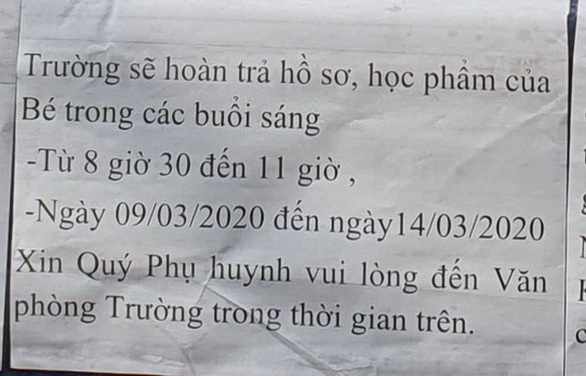 Trường sẽ hoàn trả hồ sơ, học phẩm của
Bé trong các buổi sáng
-Từ 8 giờ 30 đến 11 giờ ,
-Ngày 09/03/2020 đến ngày14/03/2020
Xin Quý Phụ huynh vui lòng đến Văn
phòng Trường trong thời gian trên.